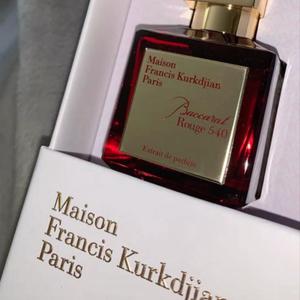 Maison
Francis Kurkdjian
Paris
Baccarat
Rouge 540
Extrait de parfum
Maison
Francis Kurkdjian
Paris